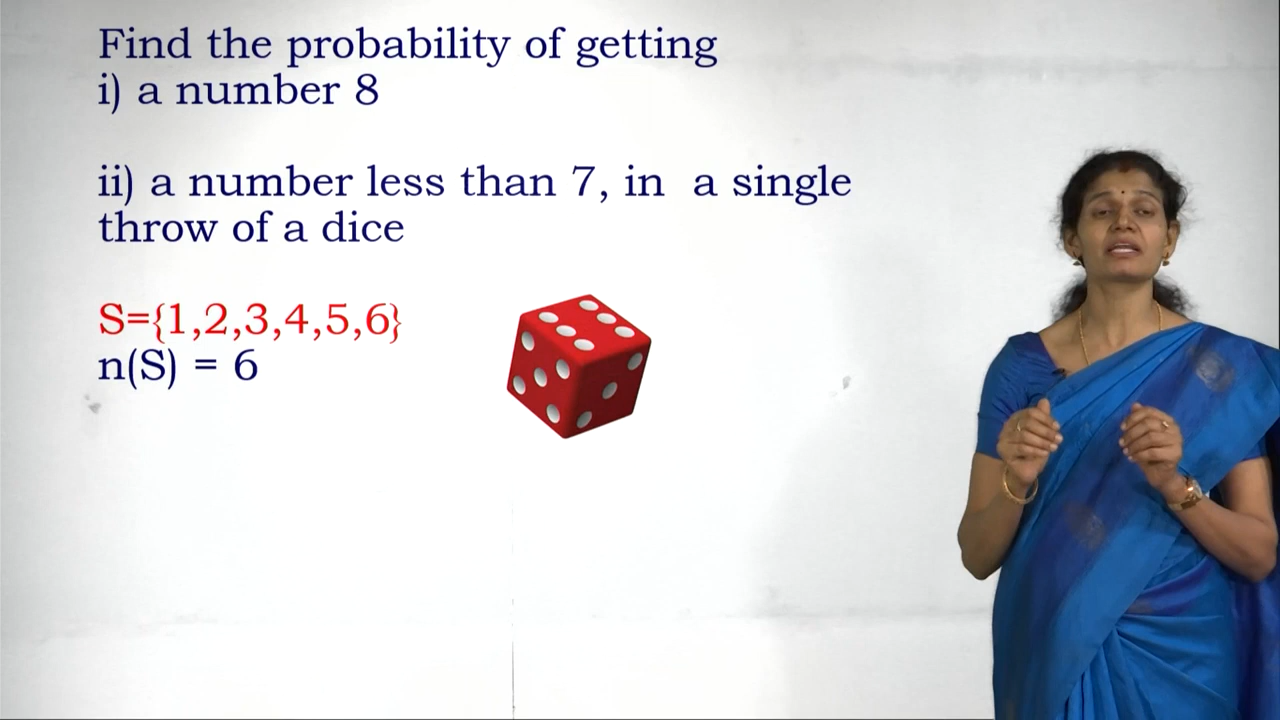 Find the probability of getting
i) a number 8
ii) a number less than 7, in a single
throw of a dice
S={1,2,3,4,5,6}
n(S) = 6